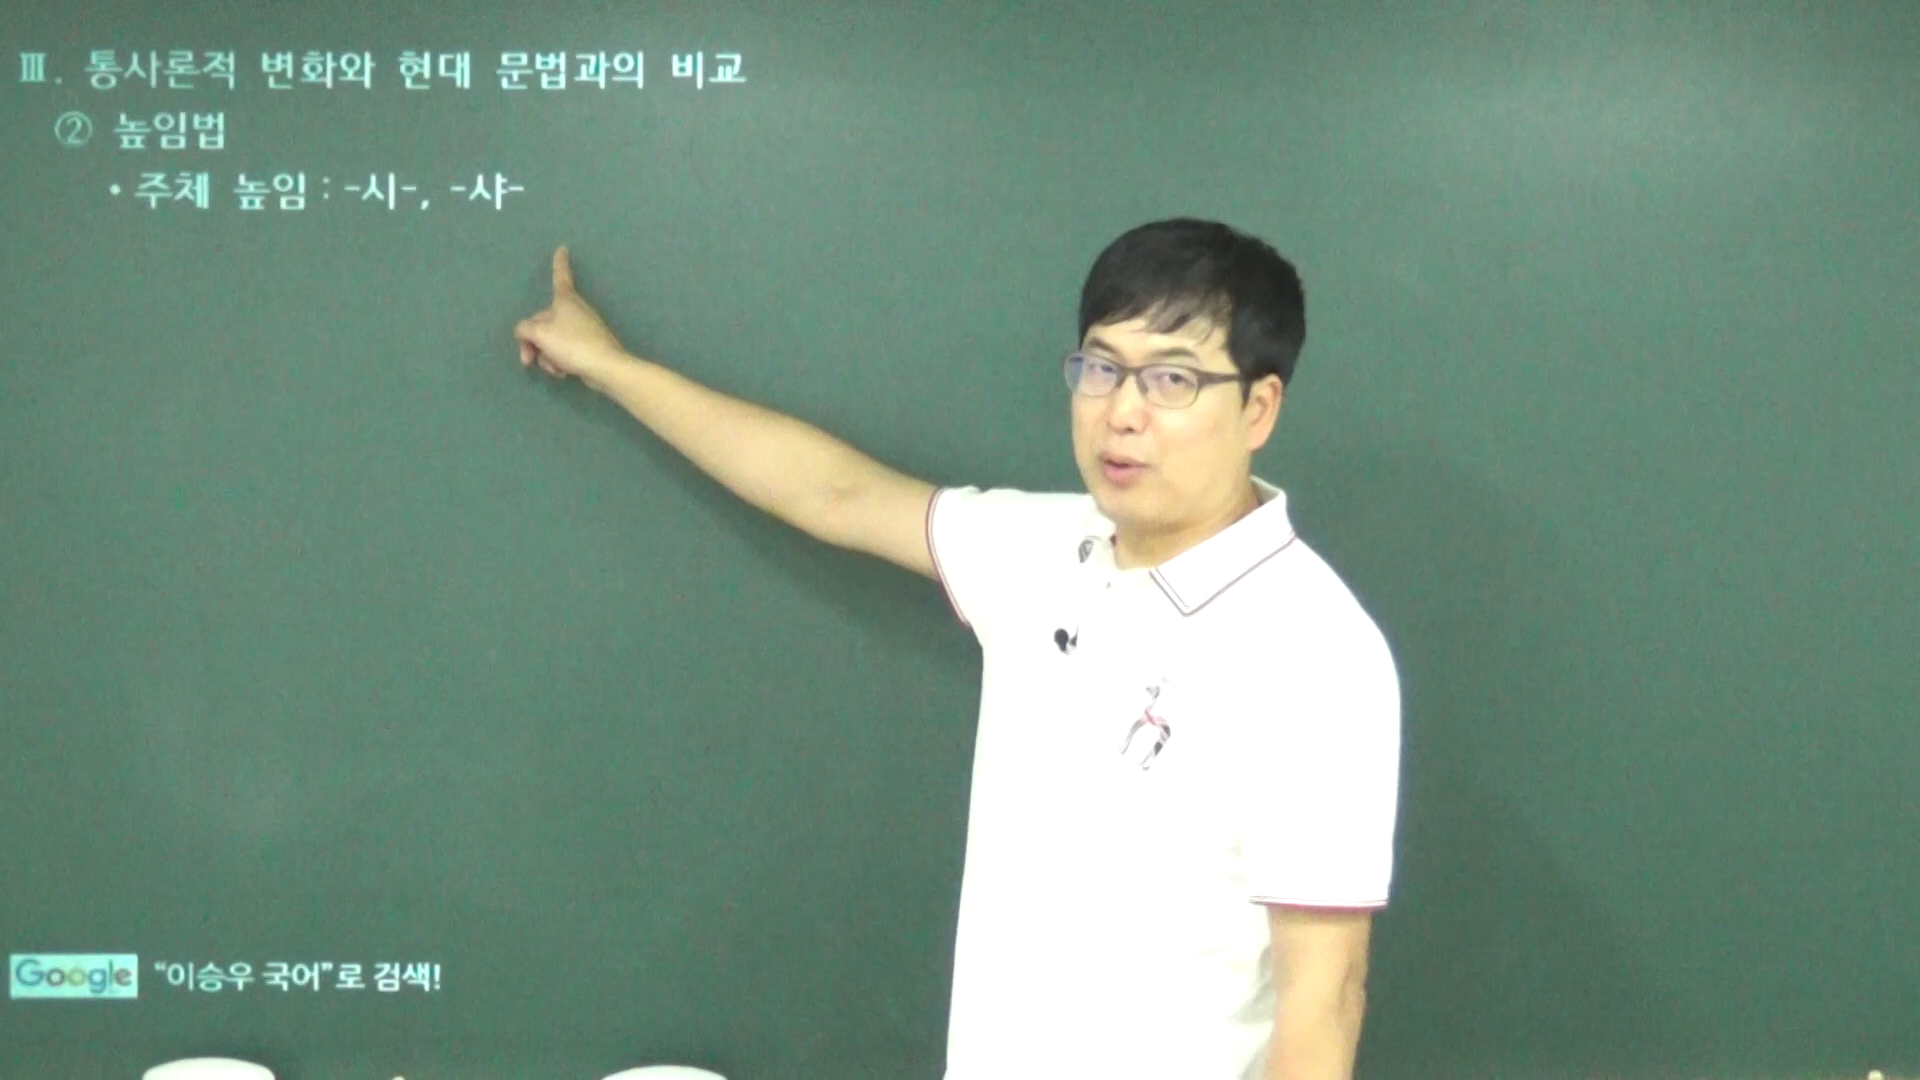 Ⅲ. 통사론적 변화와 현대 문법과의 비교
② 높임법
• 주체 높임 : -시-, -샤-
Google “이승우 국어”로 검색!